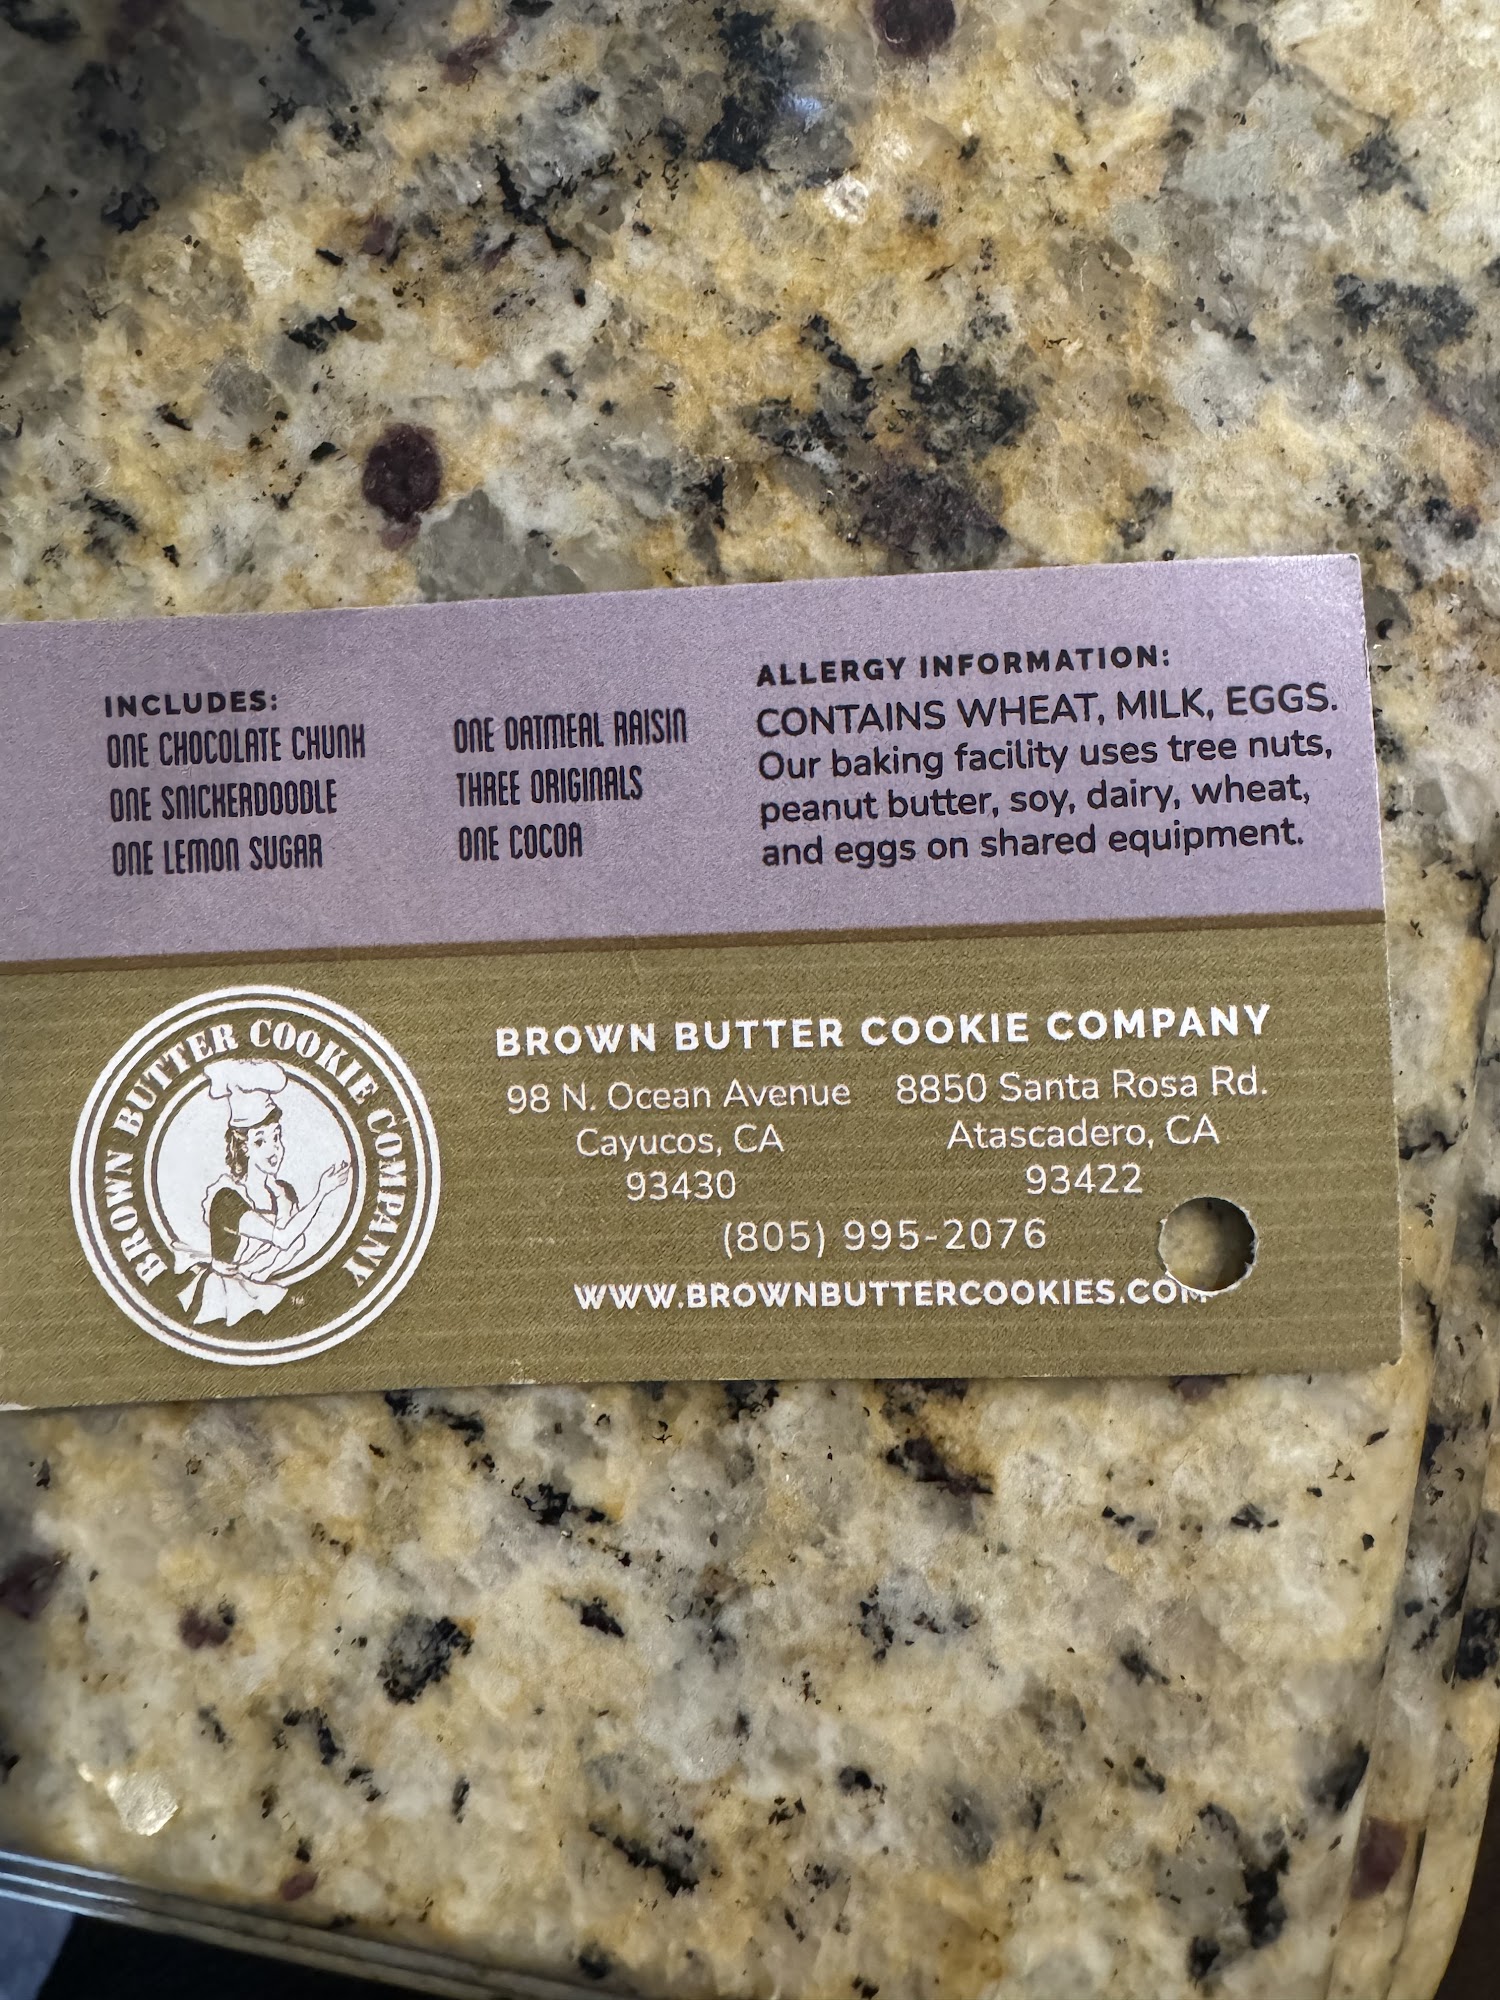 INCLUDES:
ONE CHOCOLATE CHUNK
ONE SNICKERDOODLE
ONE LEMON SUGAR
ONE OATMEAL RAISIN
THREE ORIGINALS
ONE COCOA
ALLERGY INFORMATION:
CONTAINS WHEAT, MILK, EGGS.
Our baking facility uses tree nuts,
peanut butter, soy, dairy, wheat,
and eggs on shared equipment.
BROWN BUTTER COOKIE COMPANY
TM
BROWN BUTTER COOKIE COMPANY
98 N. Ocean Avenue
Cayucos, CA
93430
8850 Santa Rosa Rd.
Atascadero, CA
93422
(805) 995-2076
WWW.BROWNBUTTERCOOKIES.COM